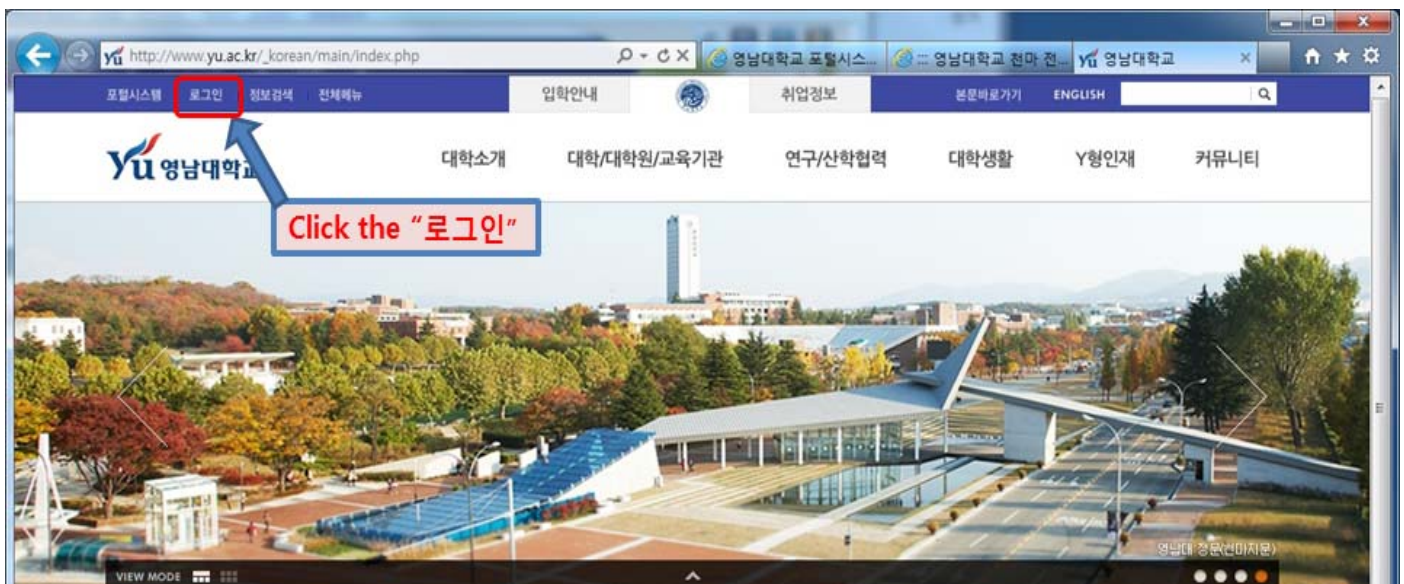 http://www.yu.ac.kr/_korean/main/index.php 영남대학교 포털시스... ::: 영남대학교 천마 전... 영남대학교
포털시스템 로그인 정보검색 전체메뉴 입학안내 취업정보 본문바로가기 ENGLISH
yu 영남대학교 대학소개 대학/대학원/교육기관 연구/산학협력 대학생활 Y형인재 커뮤니티
Click the “로그인”
영남대 정문(천마지문)
VIEW MODE